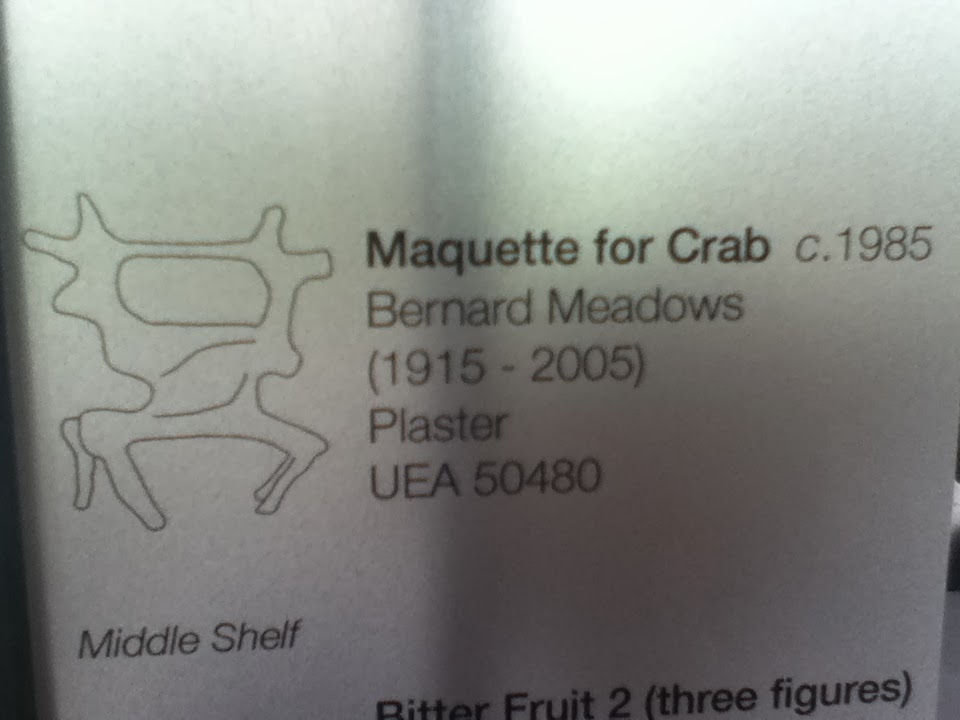 Maquette for Crab c.1985
Bernard Meadows
(1915 - 2005)
Plaster
UEA 50480
Middle Shelf
Bitter Fruit 2 (three figures)